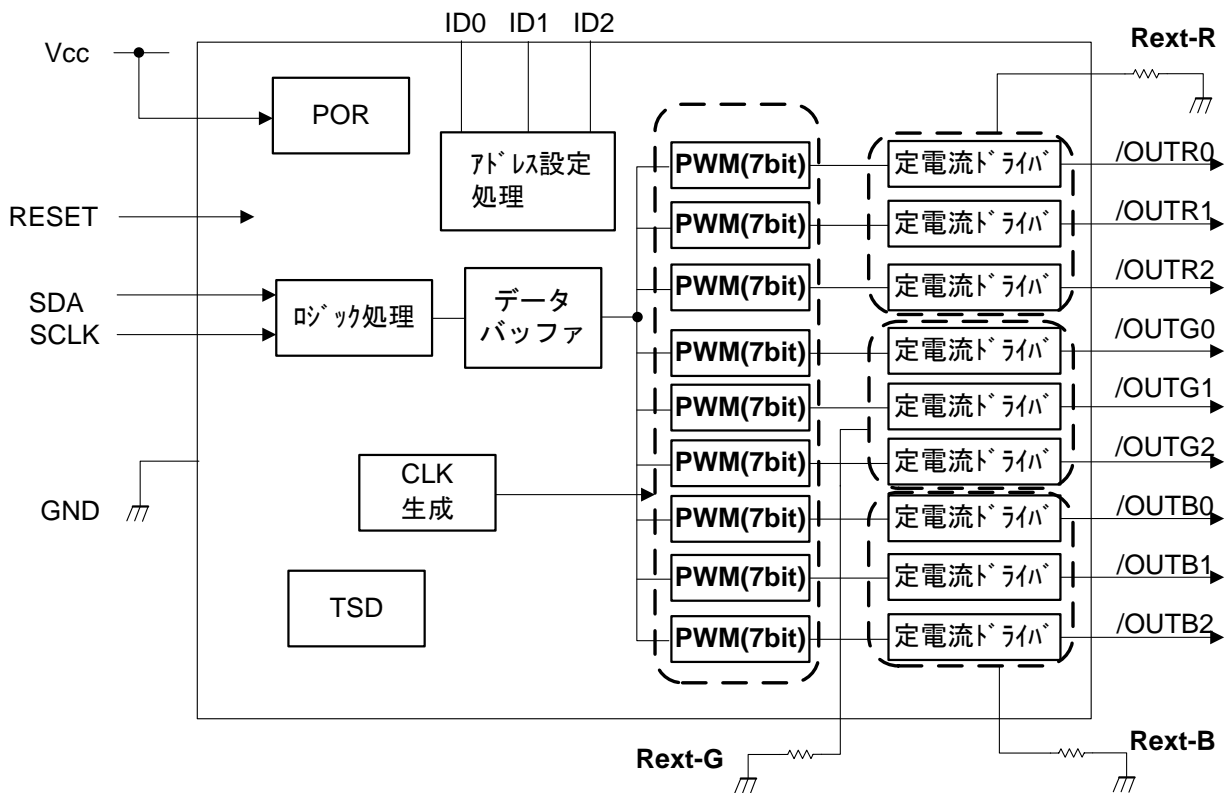 ID0 ID1 ID2
Rext-R
Vcc
POR
ｱﾄﾞﾚｽ設定
処理
RESET
SDA
SCLK
ﾛｼﾞｯｸ処理
データ
バッファ
CLK
生成
GND
TSD
PWM(7bit) 定電流ﾄﾞﾗｲﾊﾞ /OUTR0
PWM(7bit) 定電流ﾄﾞﾗｲﾊﾞ /OUTR1
PWM(7bit) 定電流ﾄﾞﾗｲﾊﾞ /OUTR2
PWM(7bit) 定電流ﾄﾞﾗｲﾊﾞ /OUTG0
PWM(7bit) 定電流ﾄﾞﾗｲﾊﾞ /OUTG1
PWM(7bit) 定電流ﾄﾞﾗｲﾊﾞ /OUTG2
PWM(7bit) 定電流ﾄﾞﾗｲﾊﾞ /OUTB0
PWM(7bit) 定電流ﾄﾞﾗｲﾊﾞ /OUTB1
PWM(7bit) 定電流ﾄﾞﾗｲﾊﾞ /OUTB2
Rext-G
Rext-B